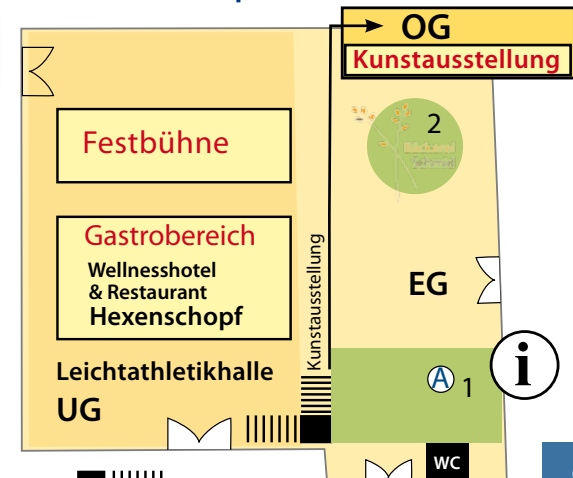 OG
Kunstausstellung
2
Festbühne
Gastrobereich
Wellnesshotel
& Restaurant
Hexenschopf
Kunstausstellung
EG
Leichtathletikhalle
UG
A 1
i
WC